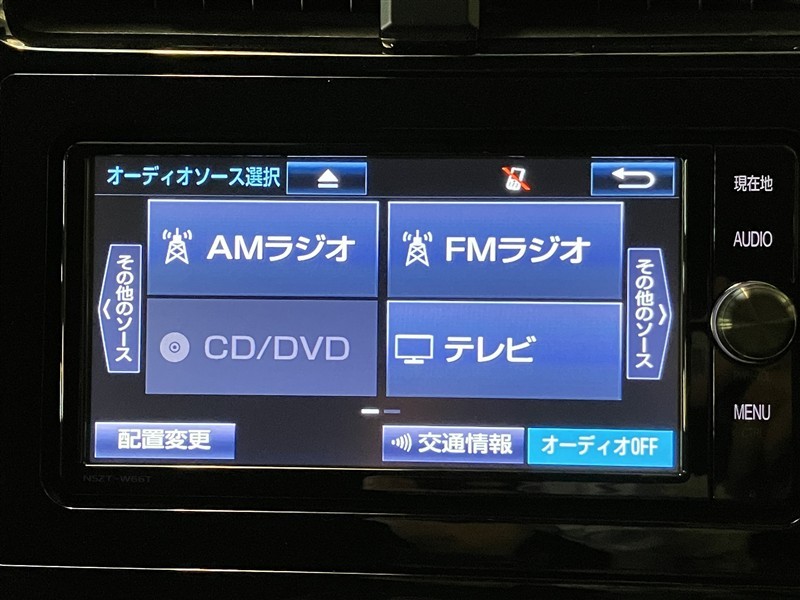 オーディオソース選択
現在地
AMラジオ
FMラジオ
AUDIO
その他のソース
その他のソース
CD/DVD
テレビ
MENU
配置変更
交通情報
オーディオOFF
NSZT-W66T